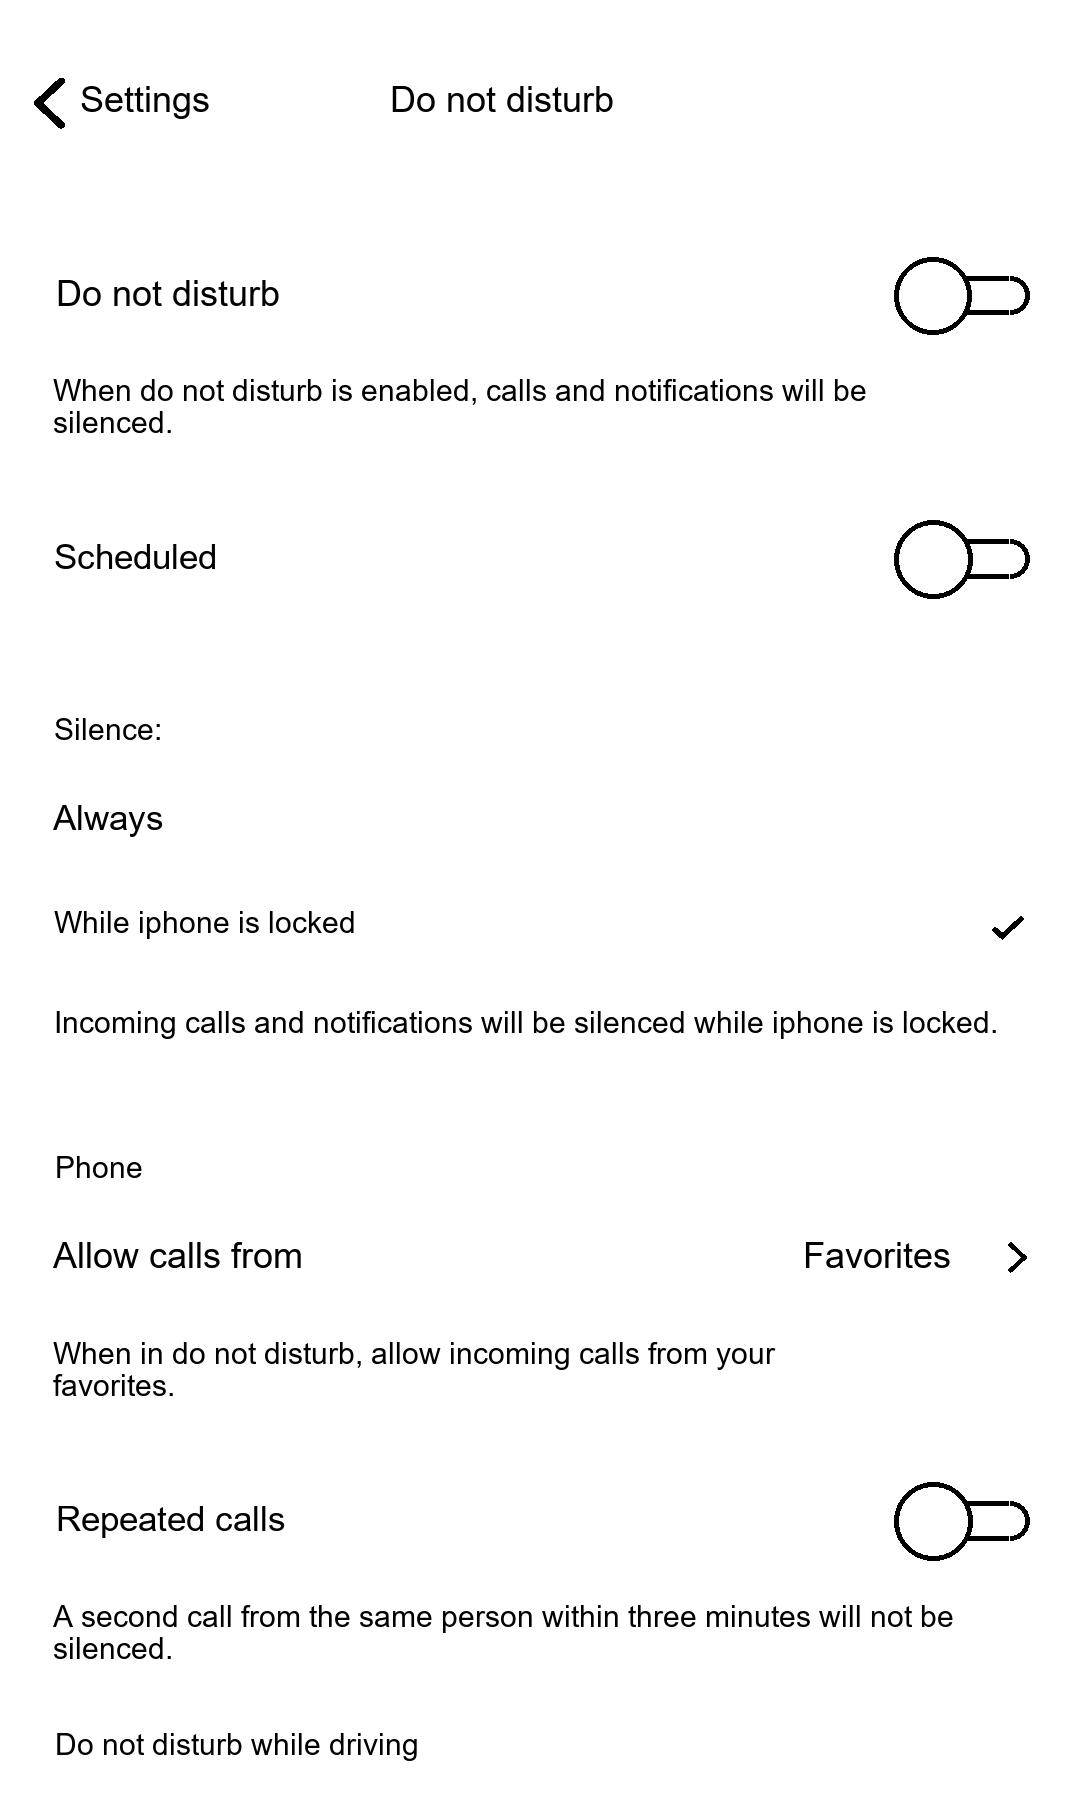 Settings
Do not disturb
Do not disturb
When do not disturb is enabled, calls and notifications will be
silenced.
Scheduled
Silence:
Always
While iphone is locked
Incoming calls and notifications will be silenced while iphone is locked.
Phone
Allow calls from
Favorites
When in do not disturb, allow incoming calls from your
favorites.
Repeated calls
A second call from the same person within three minutes will not be
silenced.
Do not disturb while driving